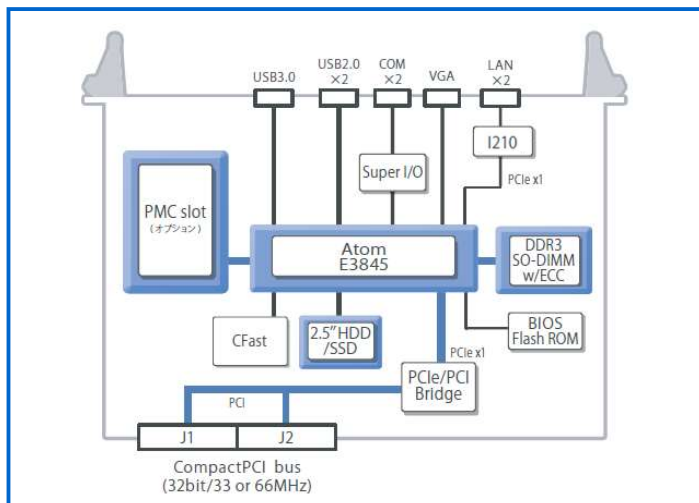 USB3.0
USB2.0
×2
COM
×2
VGA
LAN
×2
I210
Super I/O
PCIe x1
PMC slot
(オプション)
Atom
E3845
DDR3
SO-DIMM
w/ECC
CFast
2.5"HDD
/SSD
BIOS
Flash ROM
PCIe x1
PCIe/PCI
Bridge
PCI
J1
J2
CompactPCI bus
(32bit/33 or 66MHz)